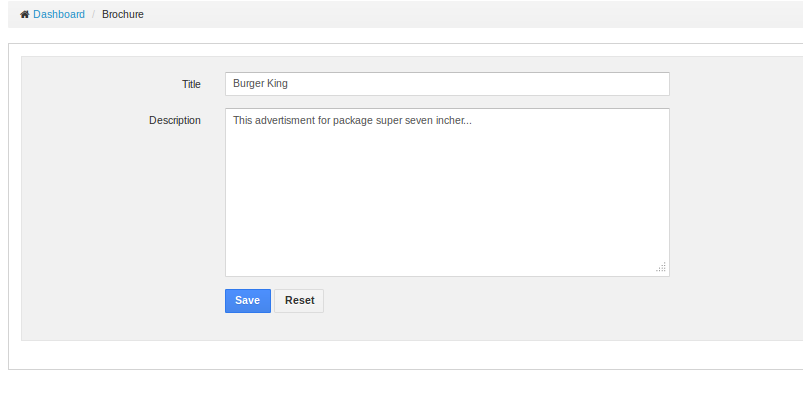 Dashboard / Brochure
Title Burger King
Description This advertisment for package super seven incher...
Save Reset